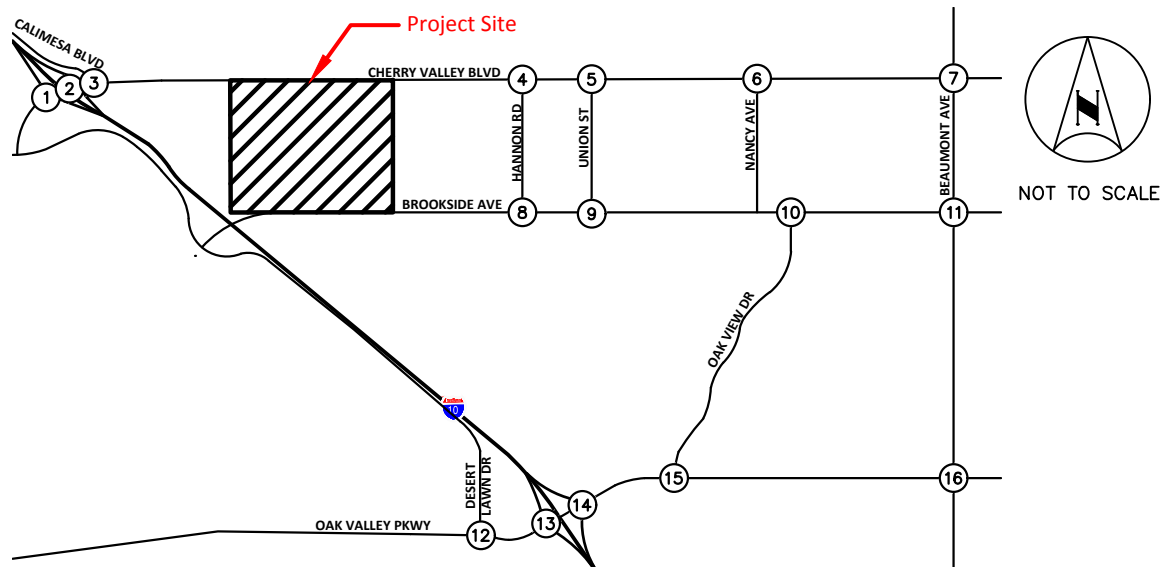 Project Site
CALIMESA BLVD
CHERRY VALLEY BLVD
1
2
3
4
5
6
7
HANNON RD
UNION ST
NANCY AVE
BEAUMONT AVE
N
NOT TO SCALE
BROOKSIDE AVE
8
9
10
11
OAK VIEW DR
10
DESERT
LAWN DR
OAK VALLEY PKWY
12
13
14
15
16